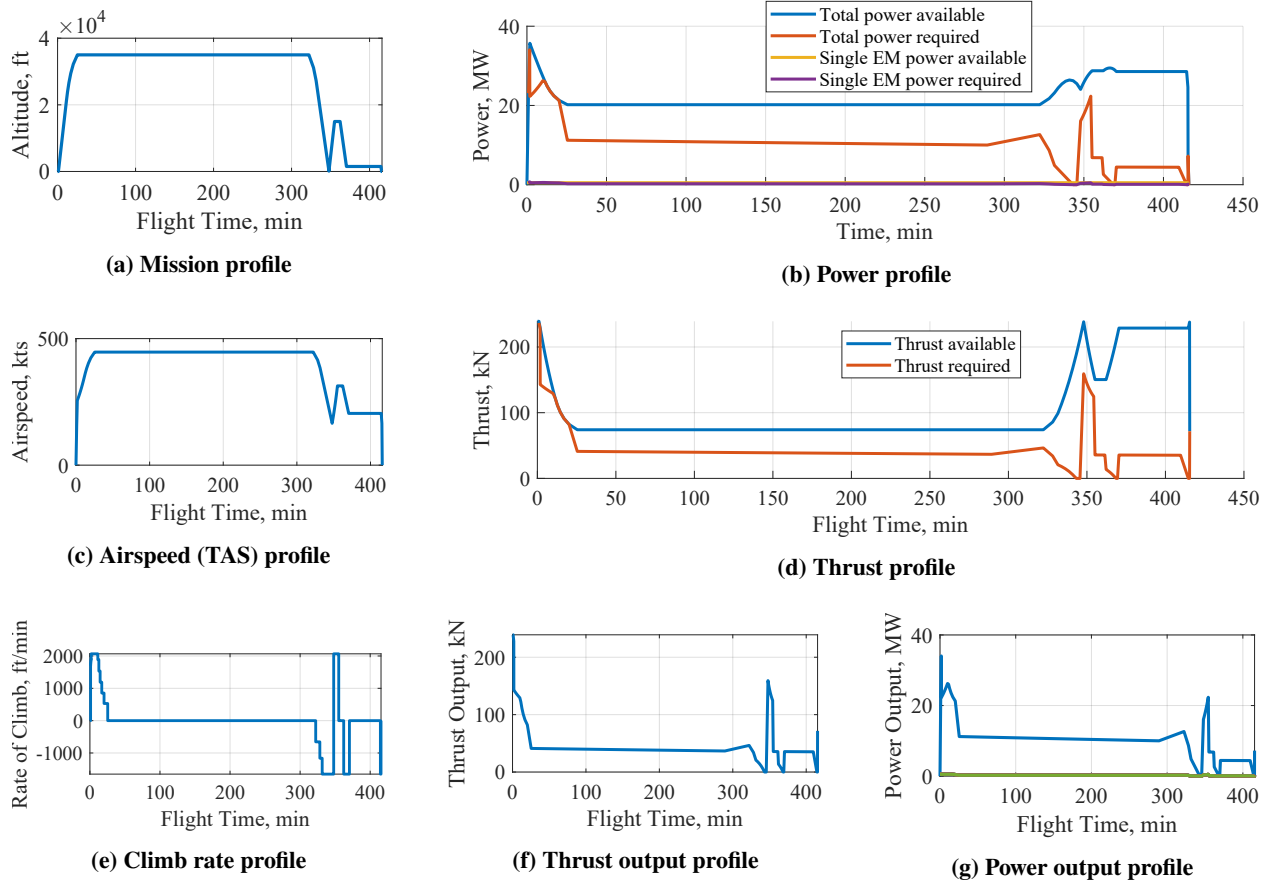 ×10⁴
4
2
0
Altitude, ft
0 100 200 300 400
Flight Time, min
(a) Mission profile
40
20
0
Power, MW
Total power available
Total power required
Single EM power available
Single EM power required
0 50 100 150 200 250 300 350 400 450
Time, min
(b) Power profile
500
0
Airspeed, kts
0 100 200 300 400
Flight Time, min
(c) Airspeed (TAS) profile
200
100
0
Thrust, kN
Thrust available
Thrust required
0 50 100 150 200 250 300 350 400 450
Flight Time, min
(d) Thrust profile
2000
1000
0
-1000
Rate of Climb, ft/min
0 100 200 300 400
Flight Time, min
(e) Climb rate profile
200
100
0
Thrust Output, kN
0 100 200 300 400
Flight Time, min
(f) Thrust output profile
40
20
0
Power Output, MW
0 100 200 300 400
Flight Time, min
(g) Power output profile